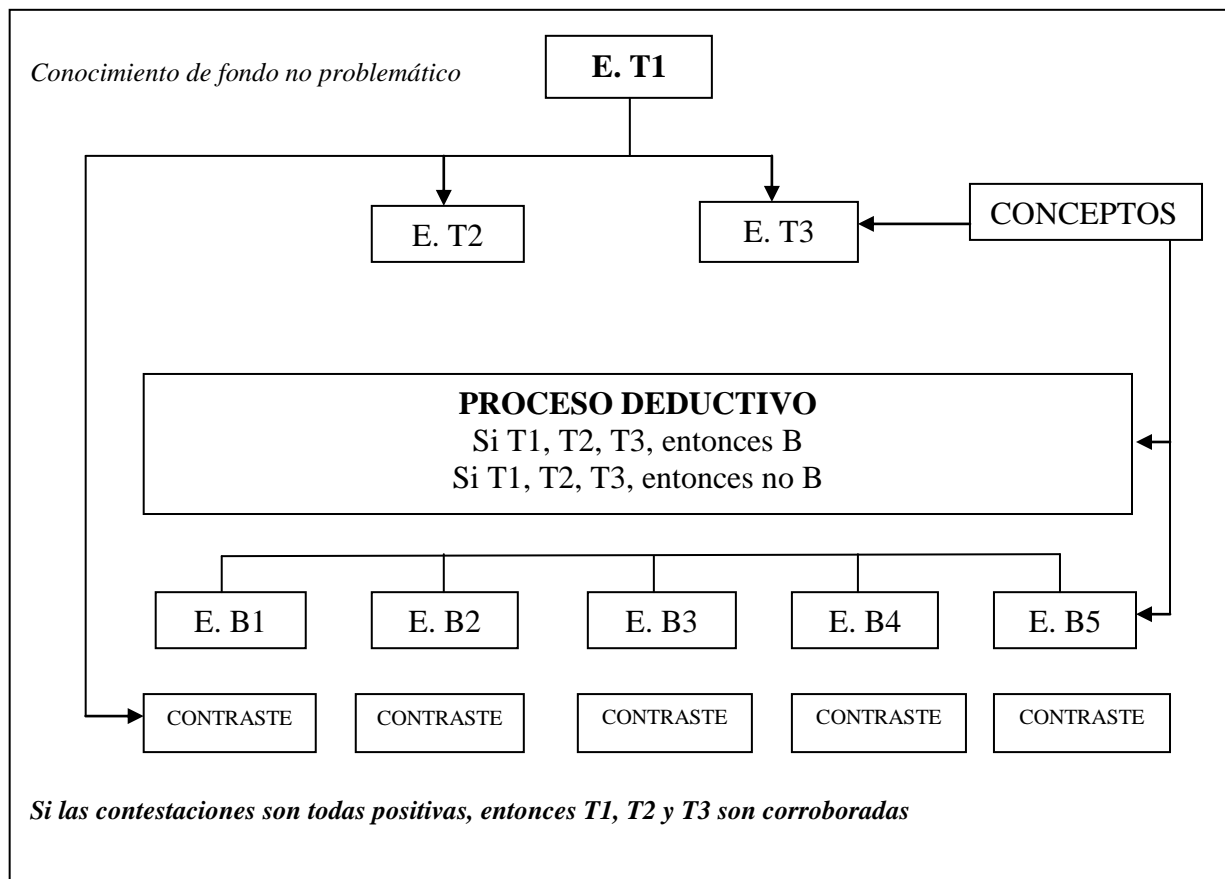 Conocimiento de fondo no problemático
E. T1
E. T2
E. T3
CONCEPTOS
PROCESO DEDUCTIVO
Si T1, T2, T3, entonces B
Si T1, T2, T3, entonces no B
E. B1
E. B2
E. B3
E. B4
E. B5
CONTRASTE
CONTRASTE
CONTRASTE
CONTRASTE
CONTRASTE
Si las contestaciones son todas positivas, entonces T1, T2 y T3 son corroboradas